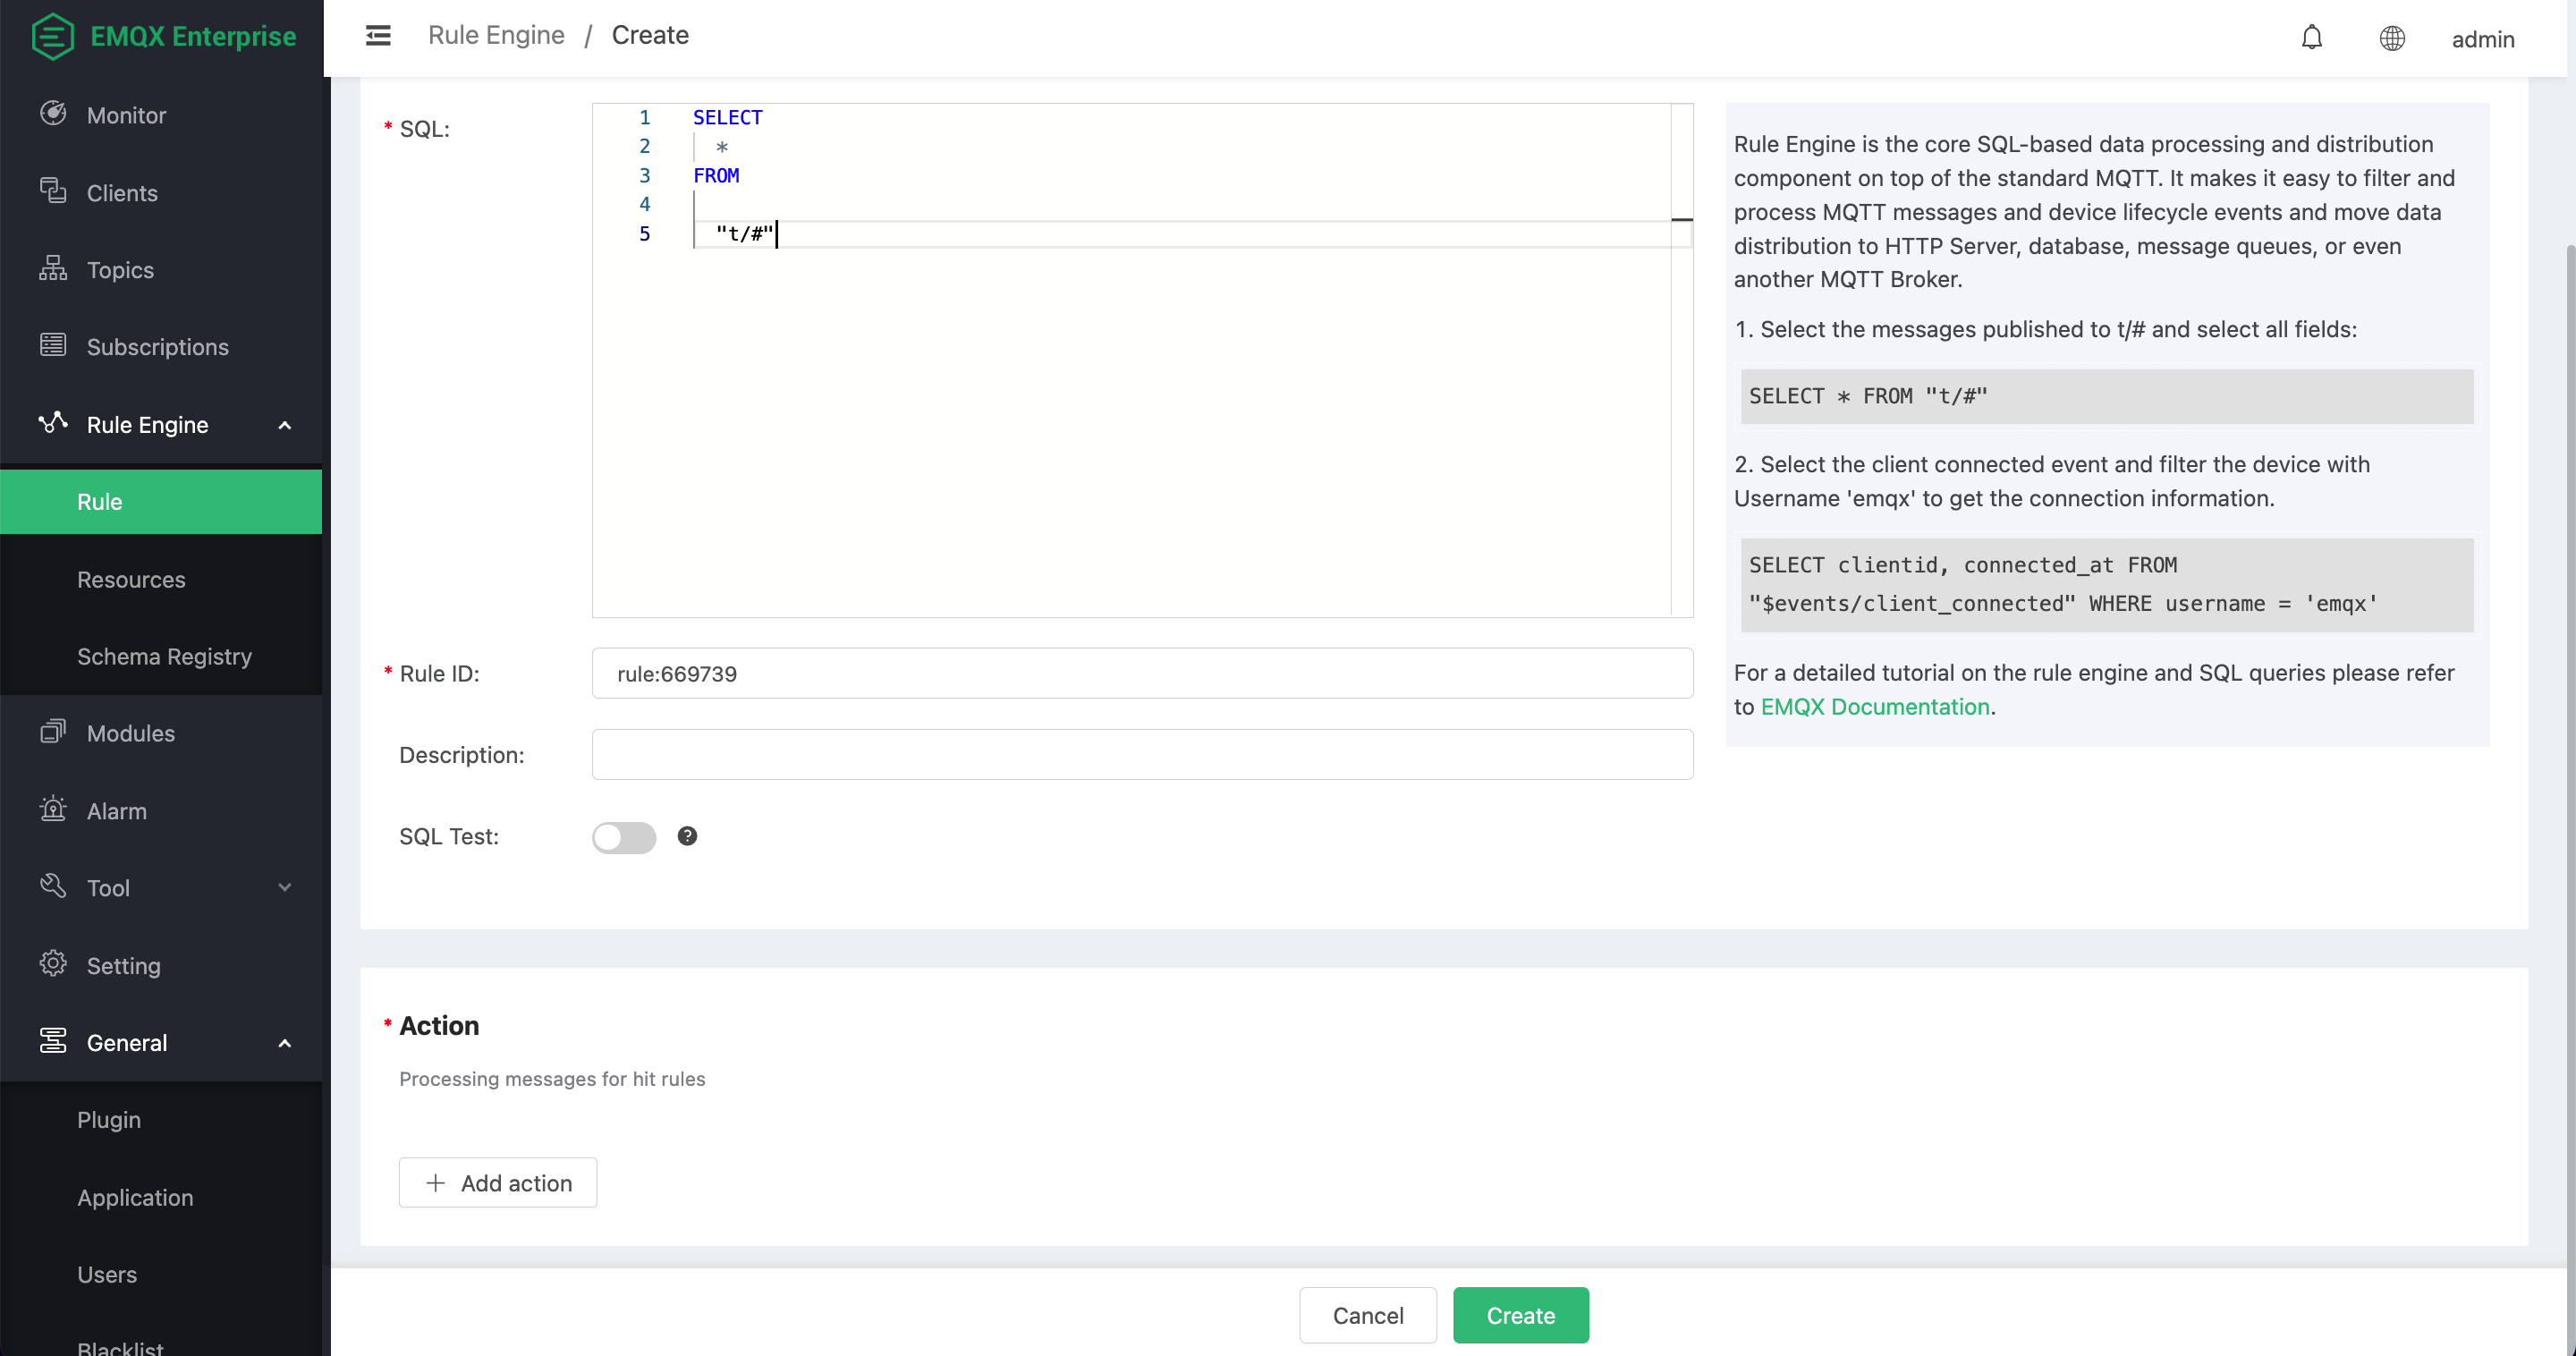 EMQX Enterprise
Rule Engine / Create
admin
Monitor
Clients
Topics
Subscriptions
Rule Engine
Rule
Resources
Schema Registry
Modules
Alarm
Tool
Setting
General
Plugin
Application
Users
Blacklist
* SQL:
1 SELECT
2 *
3 FROM
4
5 "t/#"
Rule Engine is the core SQL-based data processing and distribution
component on top of the standard MQTT. It makes it easy to filter and
process MQTT messages and device lifecycle events and move data
distribution to HTTP Server, database, message queues, or even
another MQTT Broker.
1. Select the messages published to t/# and select all fields:
SELECT * FROM "t/#"
2. Select the client connected event and filter the device with
Username 'emqx' to get the connection information.
SELECT clientid, connected_at FROM
"$events/client_connected" WHERE username = 'emqx'
For a detailed tutorial on the rule engine and SQL queries please refer
to EMQX Documentation.
* Rule ID:
rule:669739
Description:
SQL Test:
?
* Action
Processing messages for hit rules
+ Add action
Cancel
Create